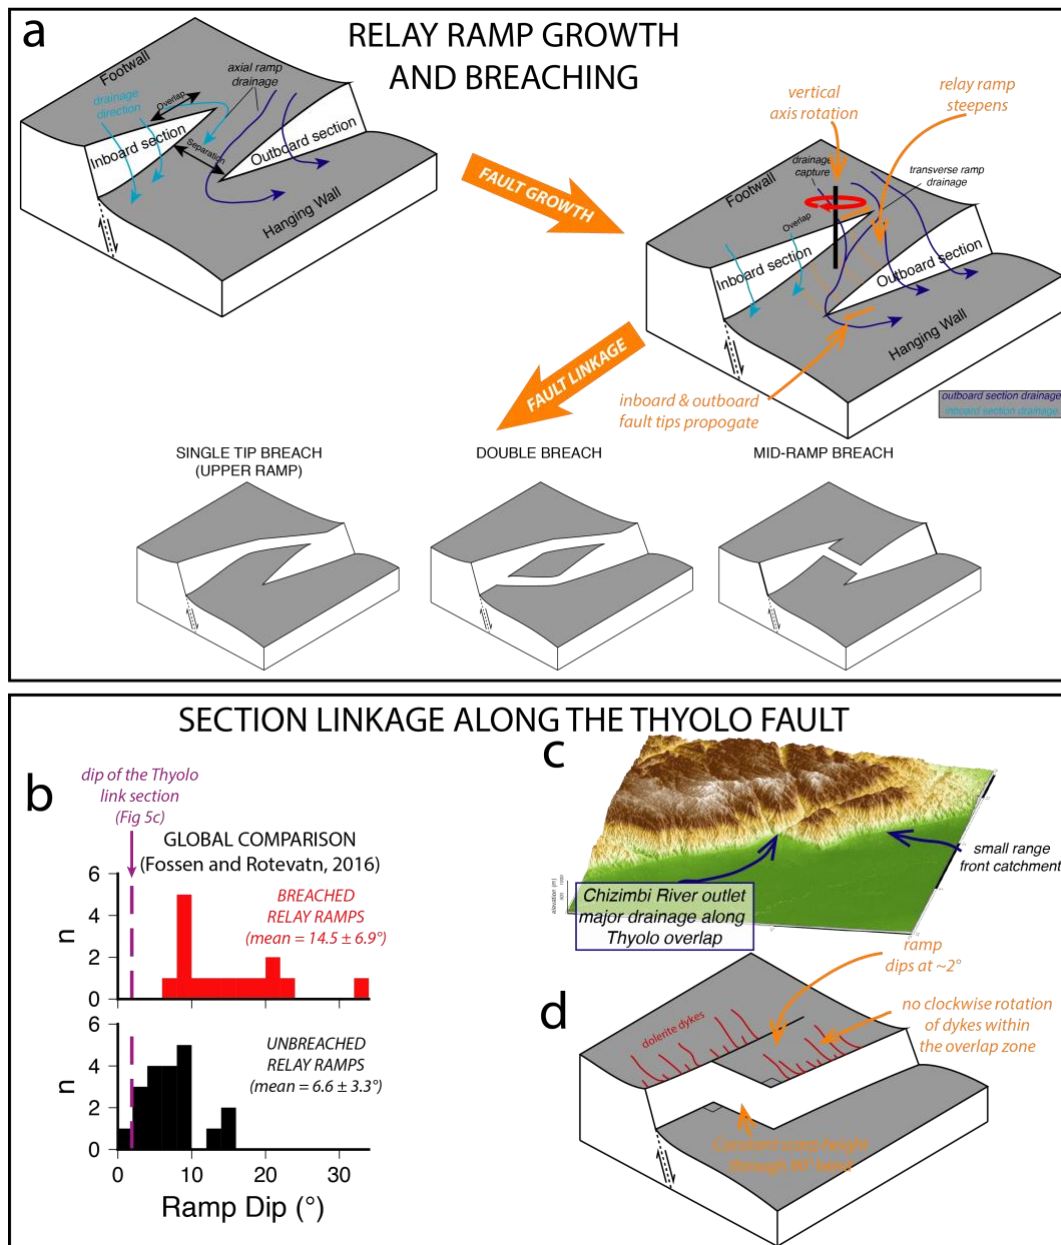 a
RELAY RAMP GROWTH
AND BREACHING
Footwall
axial ramp
drainage
drainage
direction
Overlap
Inboard section
Separation
Outboard section
Hanging Wall
FAULT GROWTH
vertical
axis rotation
relay ramp
steepens
drainage
capture
transverse ramp
drainage
Footwall
Overlap
Inboard section
Outboard section
Hanging Wall
FAULT LINKAGE
inboard & outboard
fault tips propogate
outboard section drainage
inboard section drainage
SINGLE TIP BREACH
(UPPER RAMP)
DOUBLE BREACH
MID-RAMP BREACH
SECTION LINKAGE ALONG THE THYOLO FAULT
b
dip of the Thyolo
link section
(Fig 5c)
GLOBAL COMPARISON
(Fossen and Rotevatn, 2016)
6
BREACHED
RELAY RAMPS
(mean = 14.5 ± 6.9°)
4
n
2
0
6
UNBREACHED
RELAY RAMPS
(mean = 6.6 ± 3.3°)
4
n
2
0
0
10
20
30
Ramp Dip (°)
c
small range
front catchment
elevation (m)
Chizimbi River outlet
major drainage along
Thyolo overlap
d
ramp
dips at ~2°
no clockwise rotation
of dykes within
the overlap zone
dolerite dykes
Constant scarp height
through 90° bend